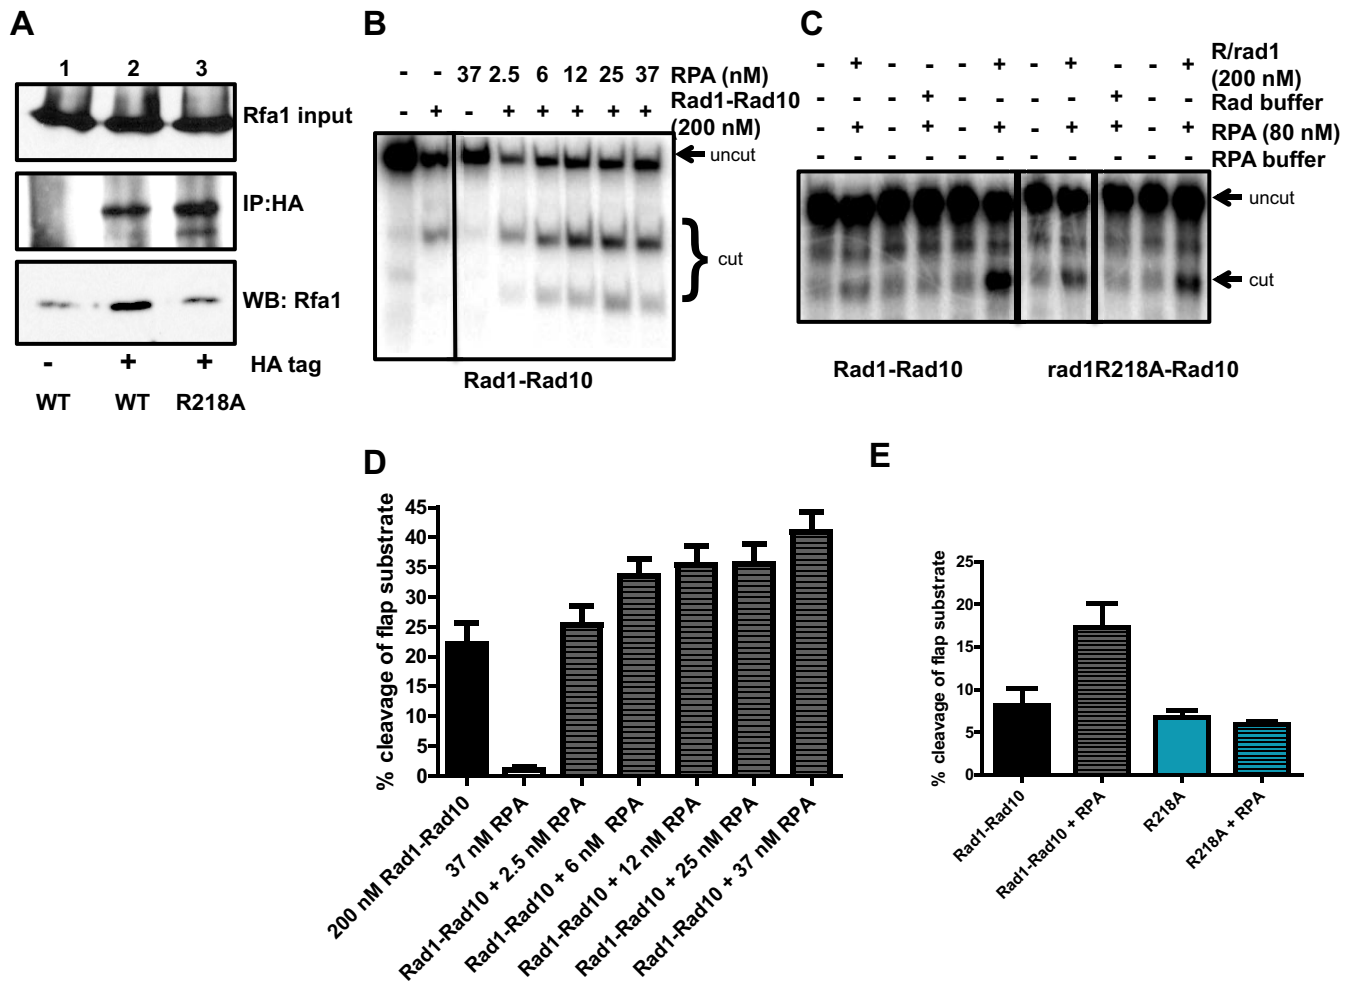 A
1 2 3
Rfa1 input
IP:HA
WB: Rfa1
- + + HA tag
WT WT R218A
B
- - 37 2.5 6 12 25 37 RPA (nM)
- + - + + + + + Rad1-Rad10
(200 nM)
uncut
cut
Rad1-Rad10
C
- + - - - + - + - - + R/rad1
(200 nM)
- - - + - - - - + - - Rad buffer
- + - + - + - + + - + RPA (80 nM)
- - - - - - - - - - - RPA buffer
uncut
cut
Rad1-Rad10
rad1R218A-Rad10
D
% cleavage of flap substrate
45
40
35
30
25
20
15
10
5
0
200 nM Rad1-Rad10
37 nM RPA
Rad1-Rad10 + 2.5 nM RPA
Rad1-Rad10 + 6 nM RPA
Rad1-Rad10 + 12 nM RPA
Rad1-Rad10 + 25 nM RPA
Rad1-Rad10 + 37 nM RPA
E
% cleavage of flap substrate
25
20
15
10
5
0
Rad1-Rad10
Rad1-Rad10 + RPA
R218A
R218A + RPA